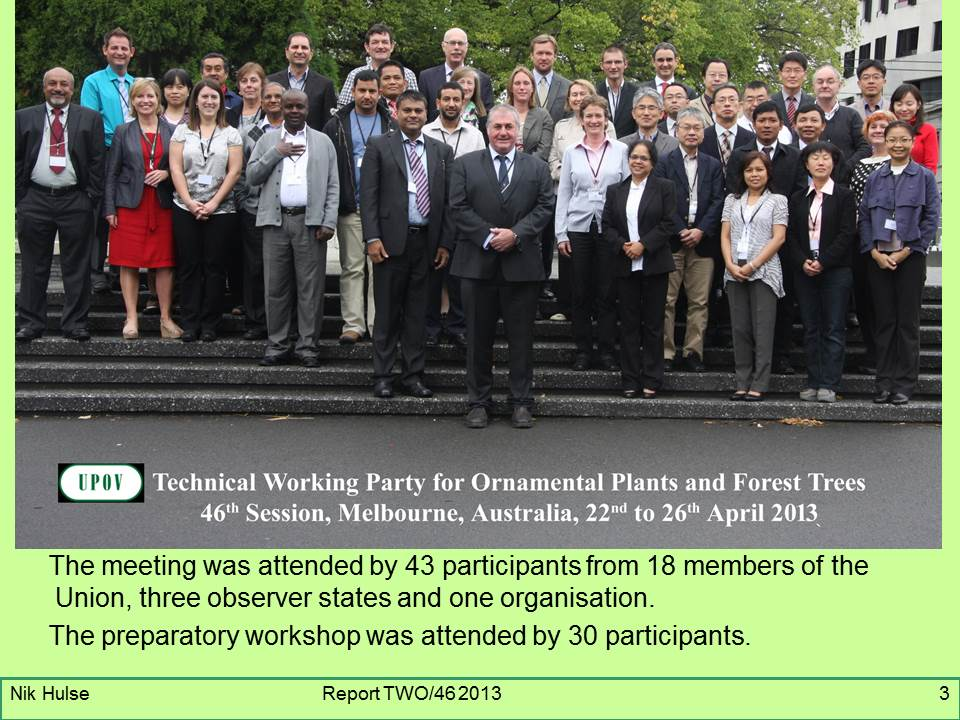 UPOV
Technical Working Party for Ornamental Plants and Forest Trees
46th Session, Melbourne, Australia, 22nd to 26th April 2013
The meeting was attended by 43 participants from 18 members of the
Union, three observer states and one organisation.
The preparatory workshop was attended by 30 participants.
Nik Hulse Report TWO/46 2013 3